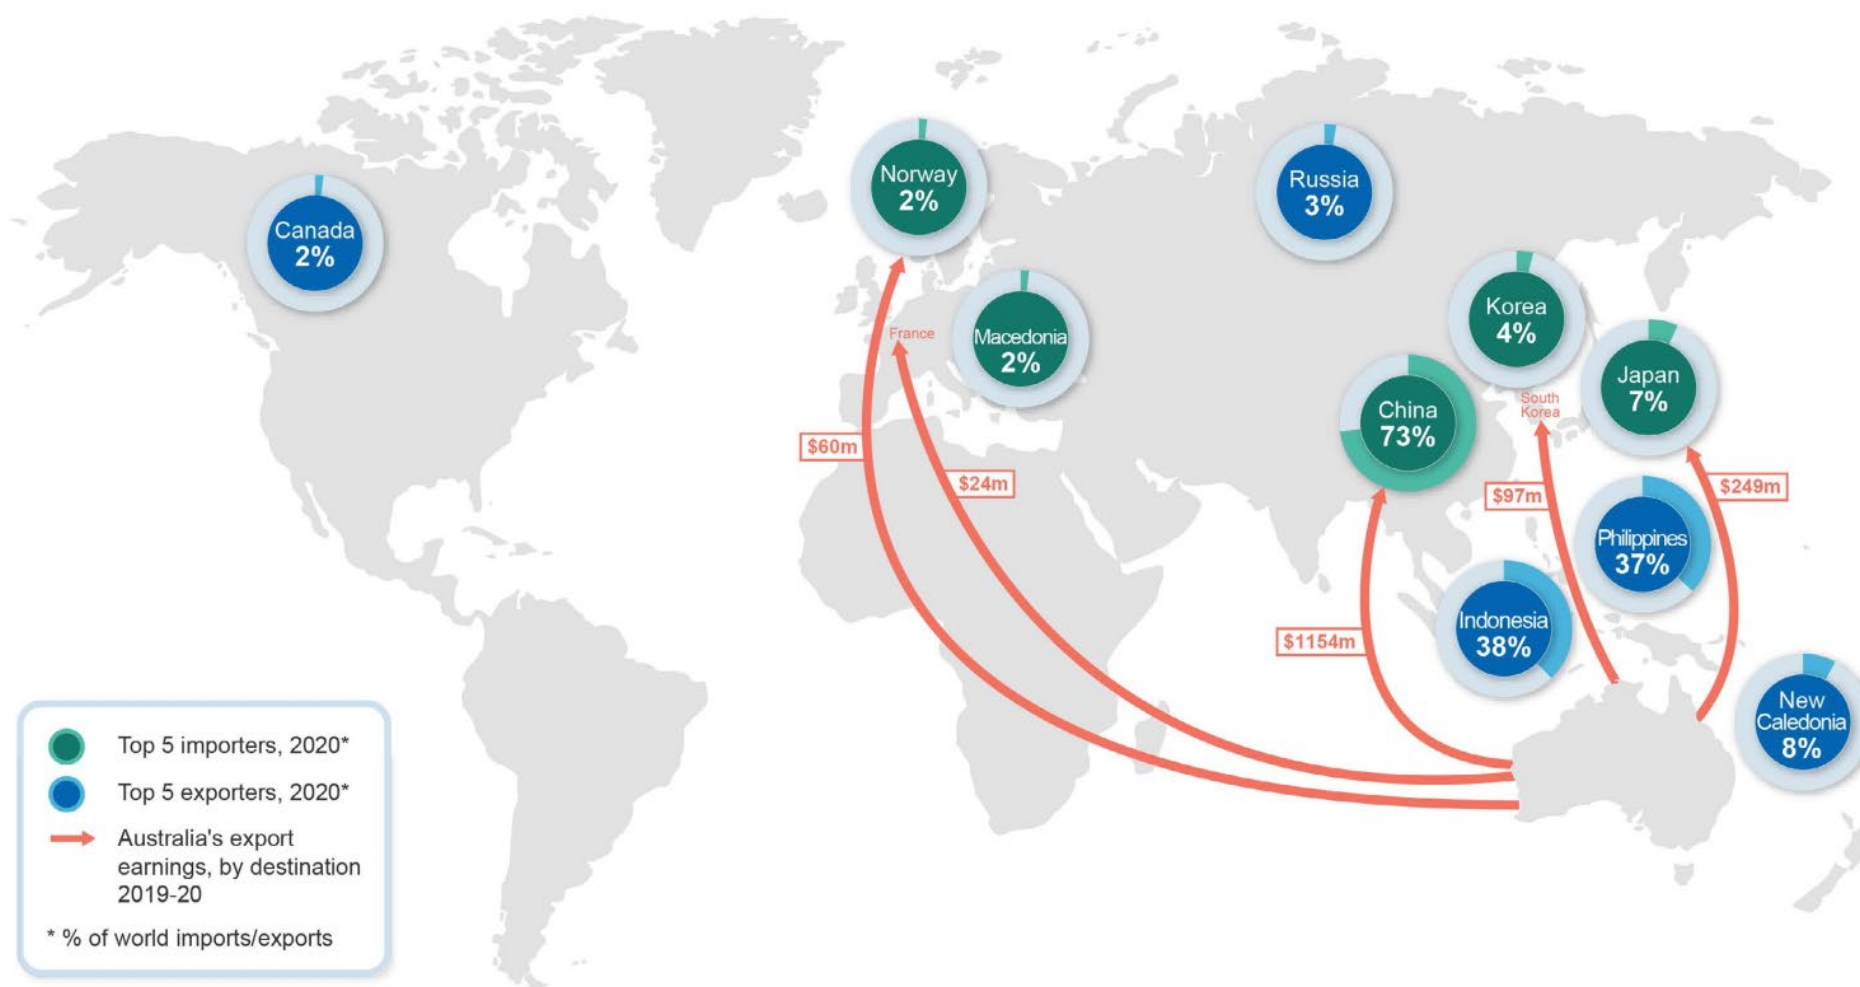 Norway
2%
Russia
3%
Canada
2%
Korea
4%
France
Macedonia
2%
Japan
7%
South
Korea
China
73%
$60m
$24m
$97m
$249m
Philippines
37%
Indonesia
38%
$1154m
New
Caledonia
8%
Top 5 importers, 2020*
Top 5 exporters, 2020*
Australia's export
earnings, by destination
2019-20
* % of world imports/exports